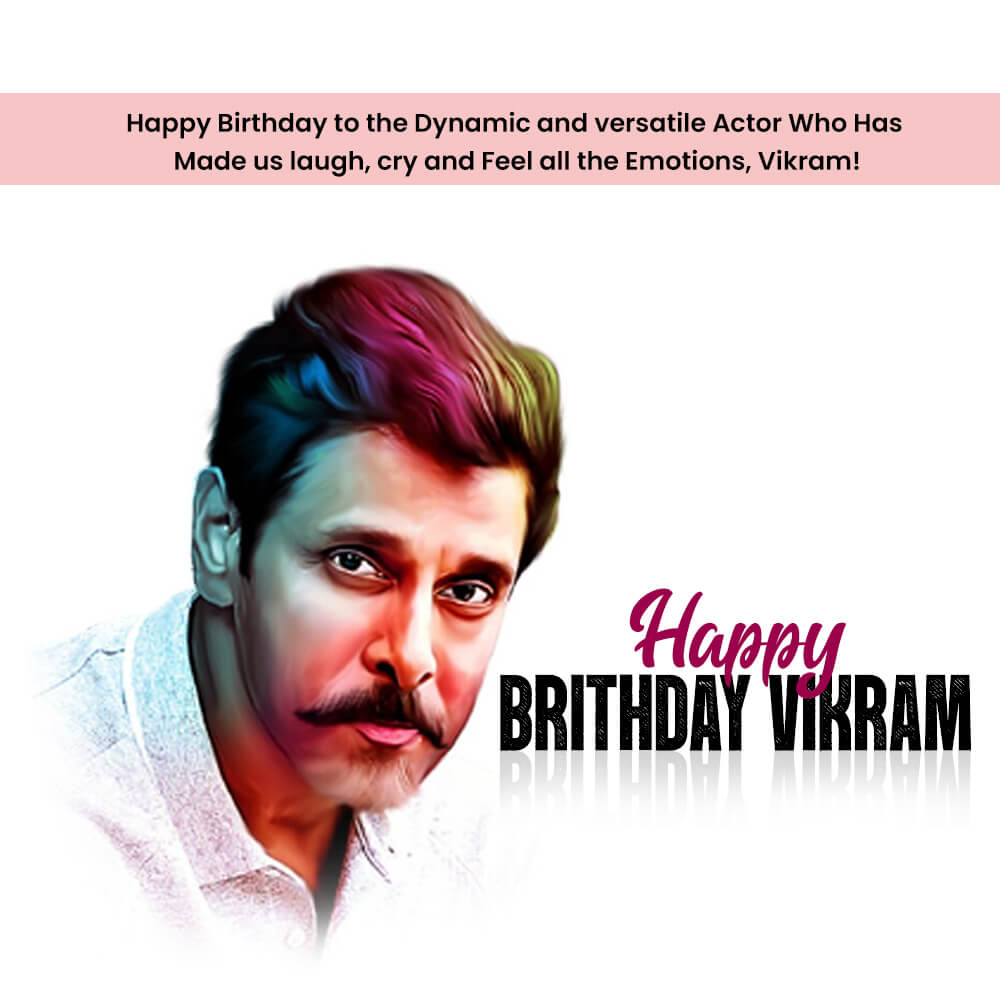 Happy Birthday to the Dynamic and versatile Actor Who Has
Made us laugh, cry and Feel all the Emotions, Vikram!
Happy
BRITHDAY VIKRAM